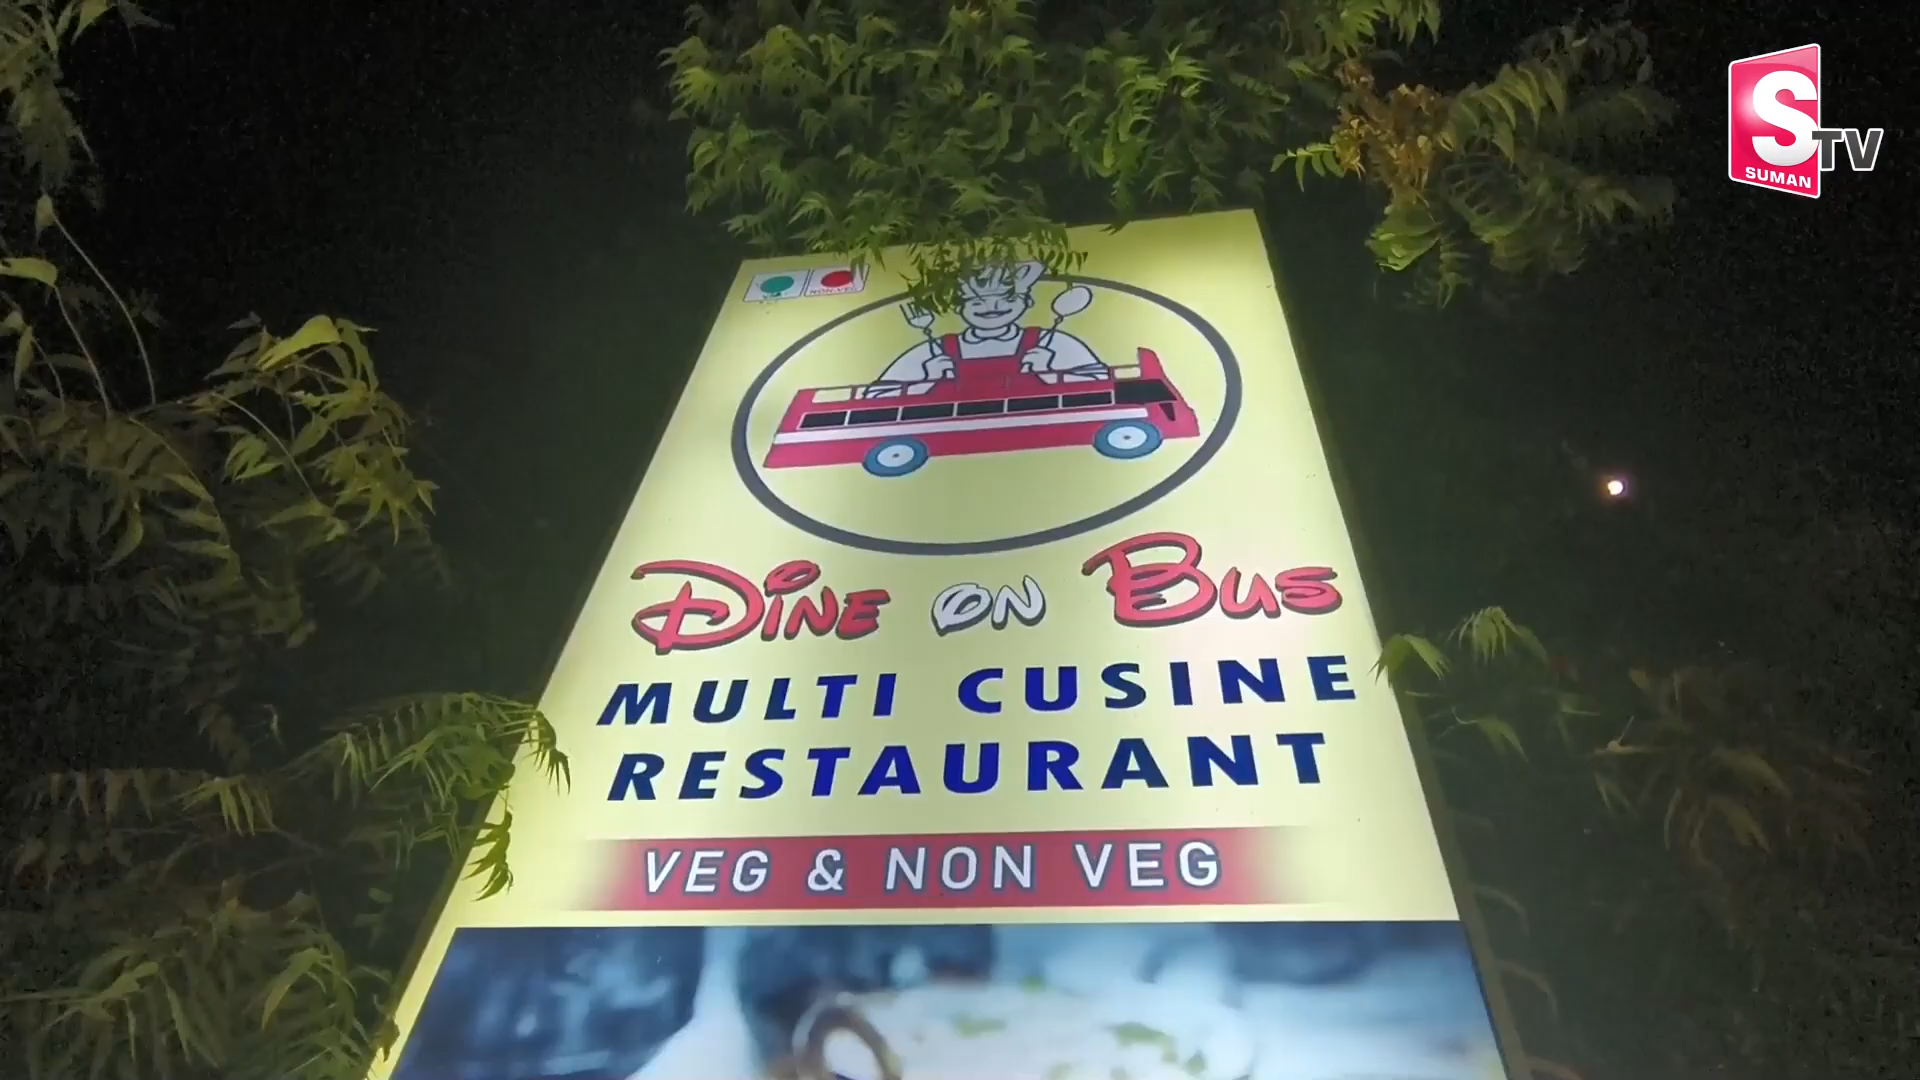 SUMAN TV
NON-VEG
DINE ON BUS
MULTI CUSINE
RESTAURANT
VEG & NON VEG